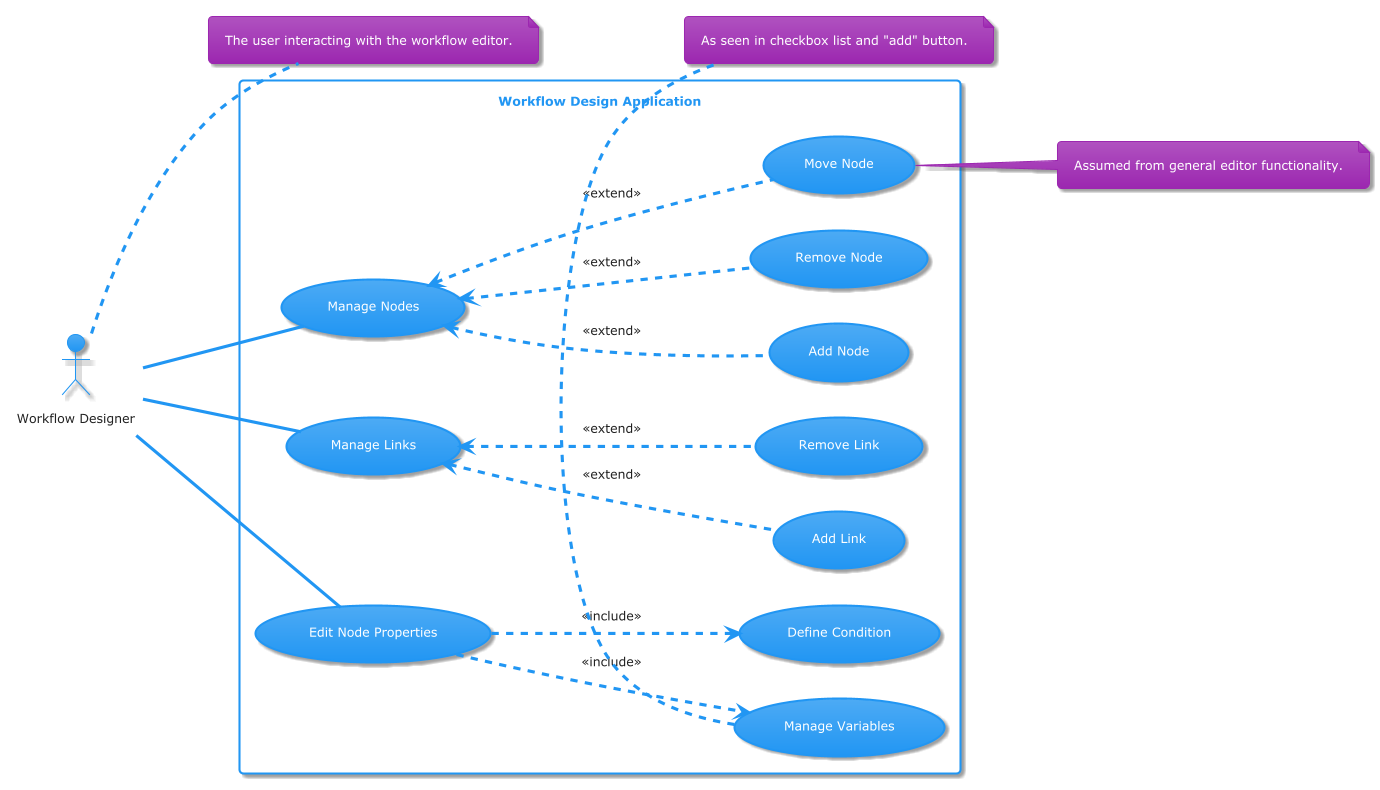 The user interacting with the workflow editor.
As seen in checkbox list and "add" button.
Workflow Design Application
Move Node
Assumed from general editor functionality.
«extend»
Remove Node
«extend»
Manage Nodes
«extend»
Add Node
Workflow Designer
«extend»
Manage Links
Remove Link
«extend»
Add Link
«include»
Edit Node Properties
Define Condition
«include»
Manage Variables